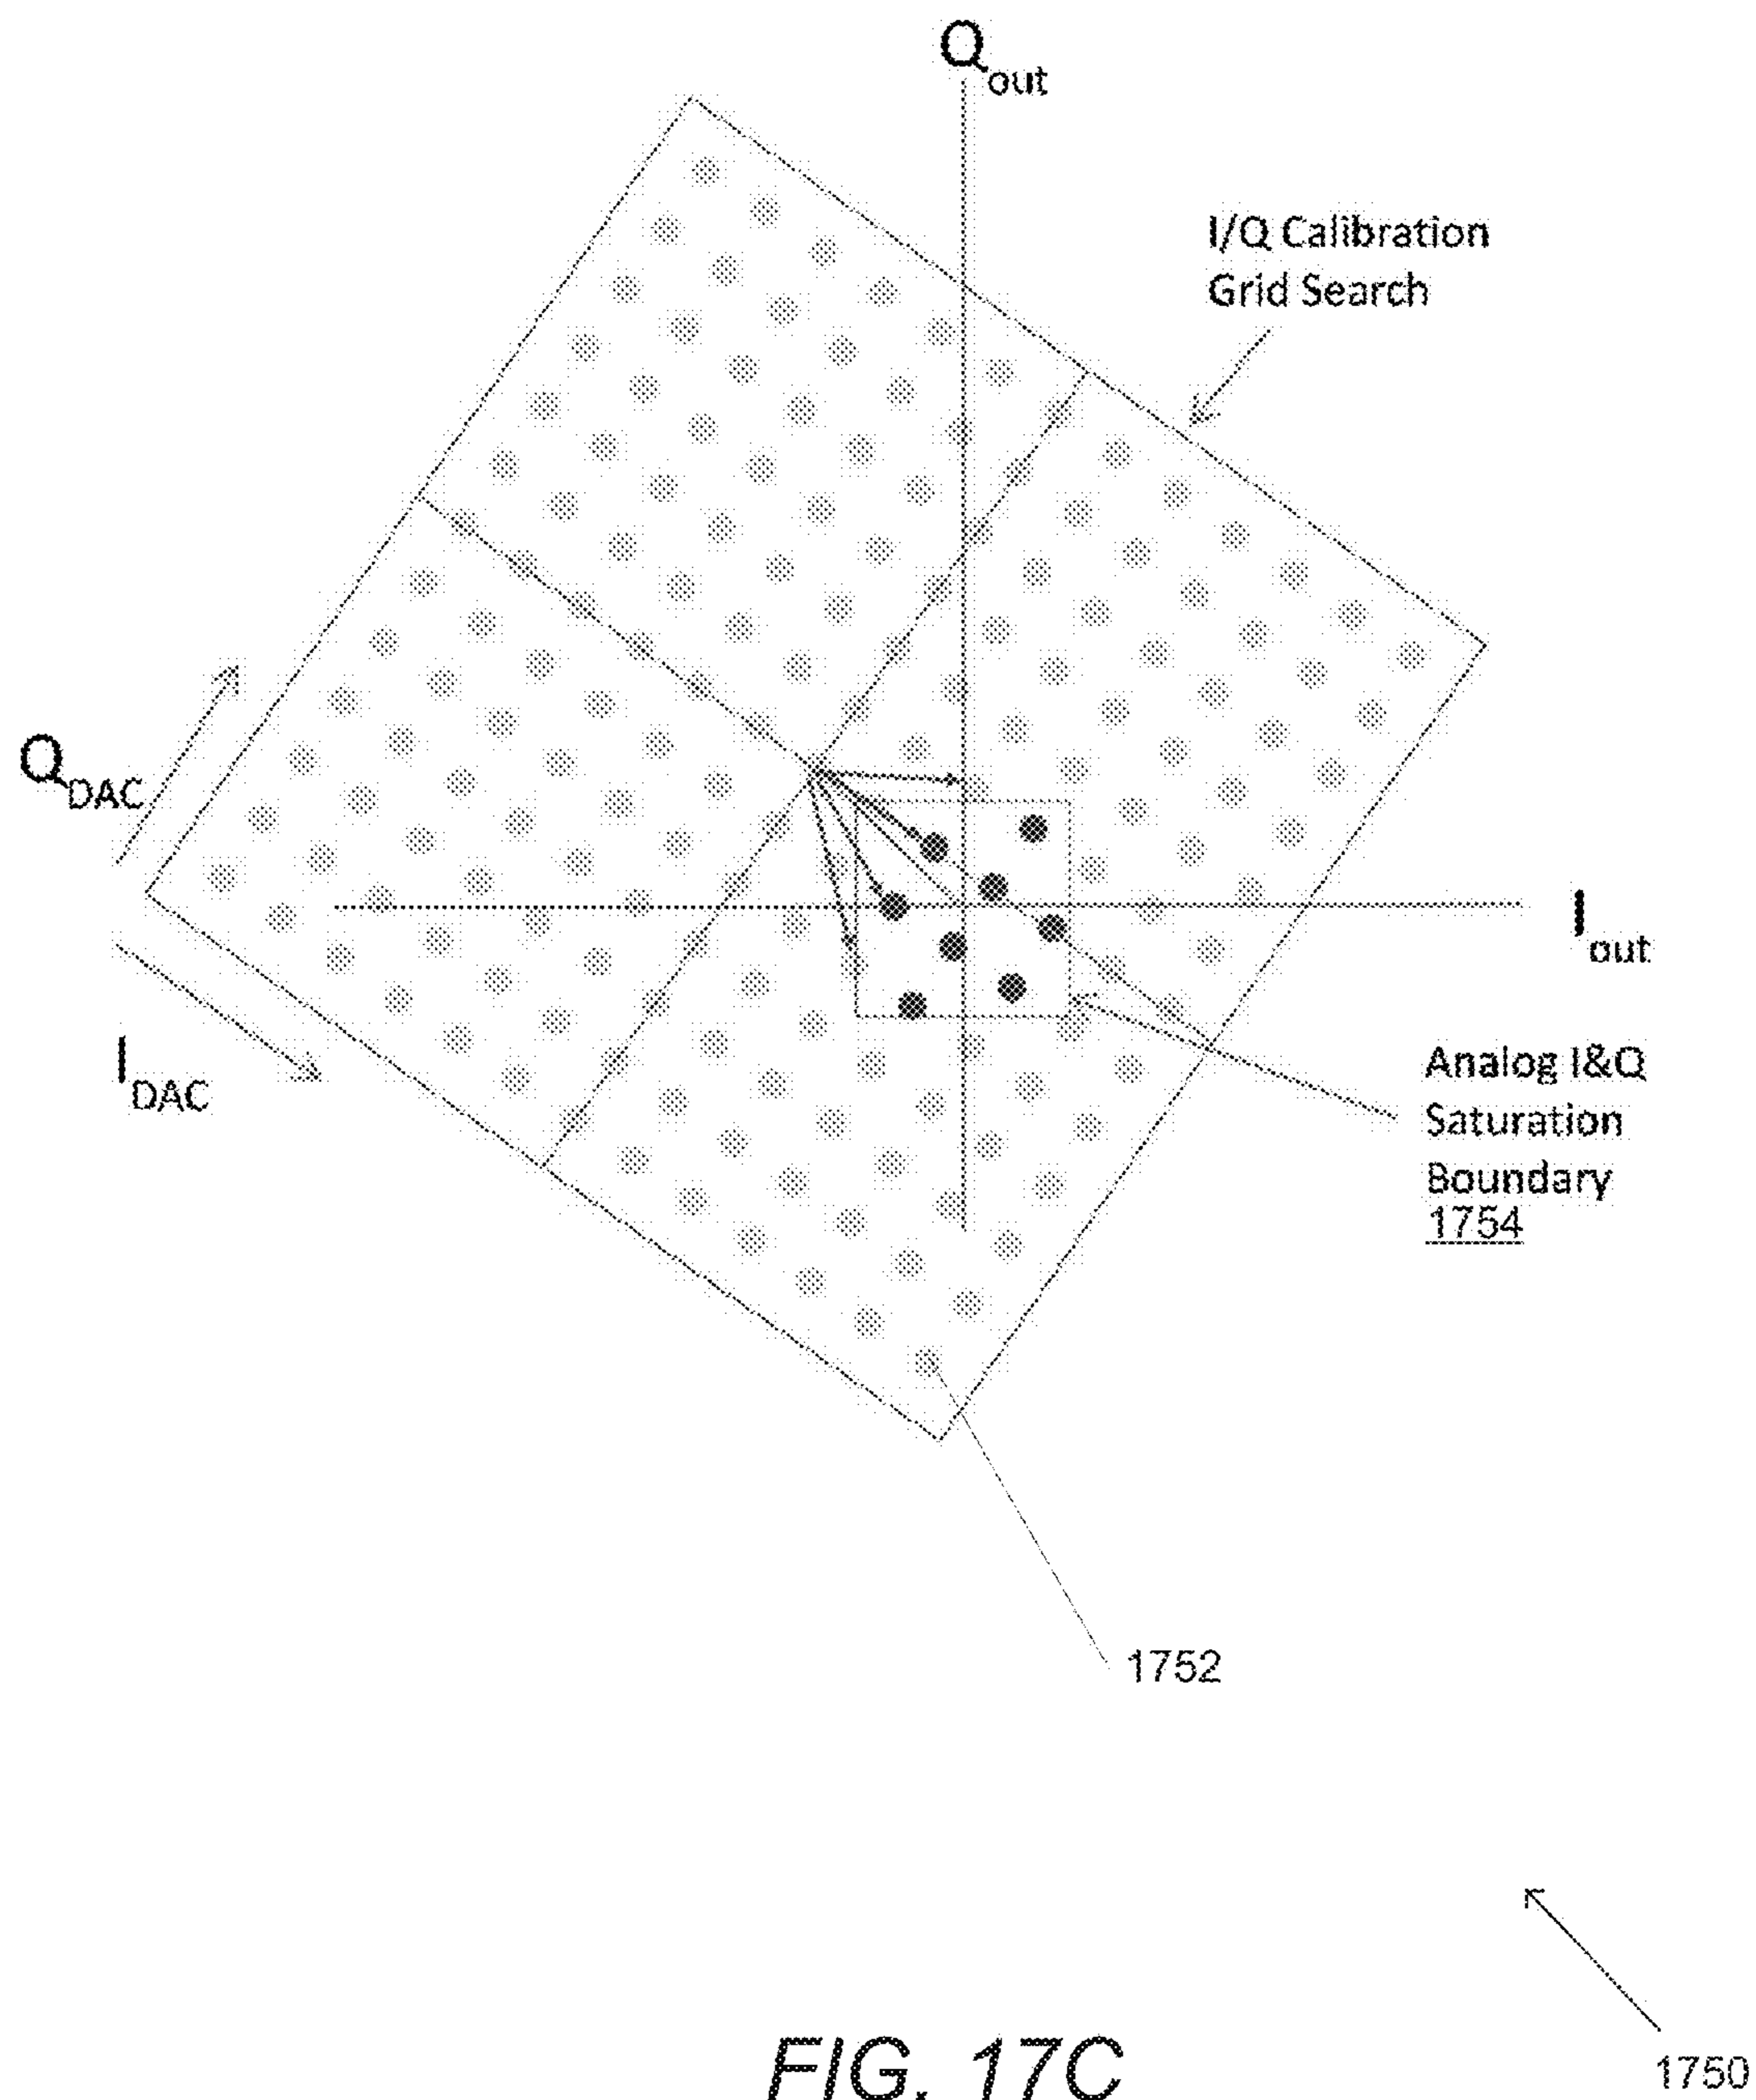 Qout
I/Q Calibration
Grid Search
QDAC
Iout
IDAC
Analog I&Q
Saturation
Boundary
1754
1752
1750
FIG. 17C